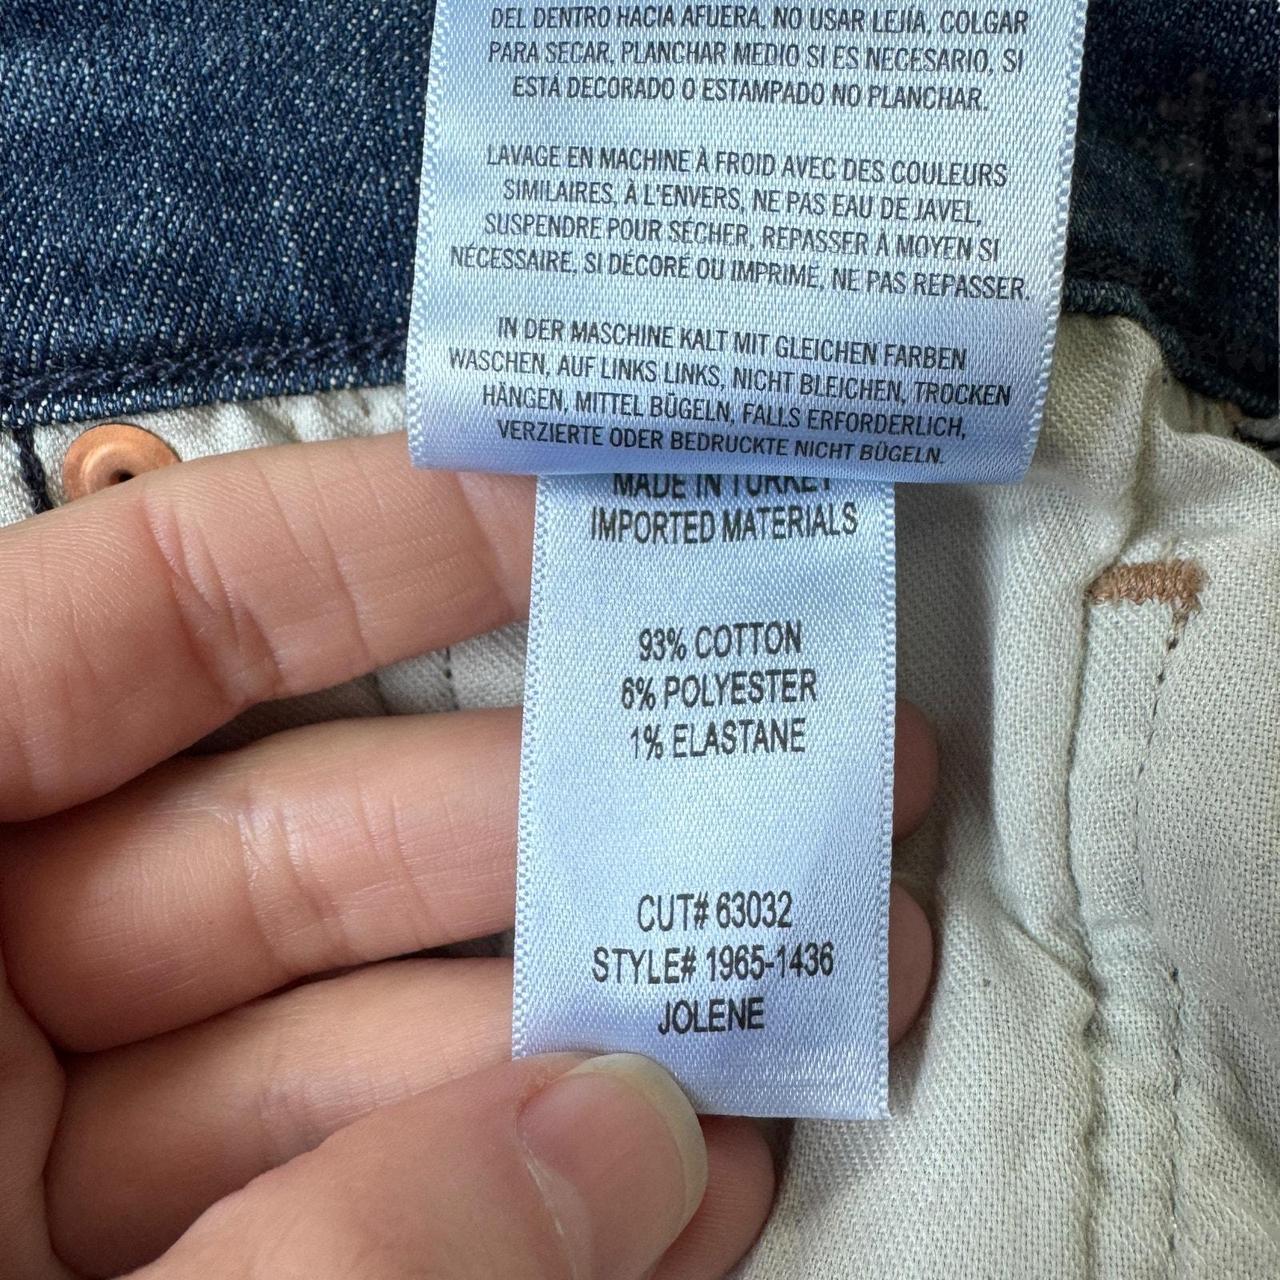 DEL DENTRO HACIA AFUERA, NO USAR LEJÍA, COLGAR
PARA SECAR, PLANCHAR MEDIO SI ES NECESARIO, SI
ESTÁ DECORADO O ESTAMPADO NO PLANCHAR.
LAVAGE EN MACHINE À FROID AVEC DES COULEURS
SIMILAIRES, À L'ENVERS, NE PAS EAU DE JAVEL,
SUSPENDRE POUR SÉCHER, REPASSER À MOYEN SI
NÉCESSAIRE, SI DÉCORÉ OU IMPRIMÉ, NE PAS REPASSER.
IN DER MASCHINE KALT MIT GLEICHEN FARBEN
WASCHEN, AUF LINKS LINKS, NICHT BLEICHEN, TROCKEN
HÄNGEN, MITTEL BÜGELN, FALLS ERFORDERLICH,
VERZIERTE ODER BEDRUCKTE NICHT BÜGELN.
MADE IN TURKEY
IMPORTED MATERIALS
93% COTTON
6% POLYESTER
1% ELASTANE
CUT# 63032
STYLE# 1965-1436
JOLENE